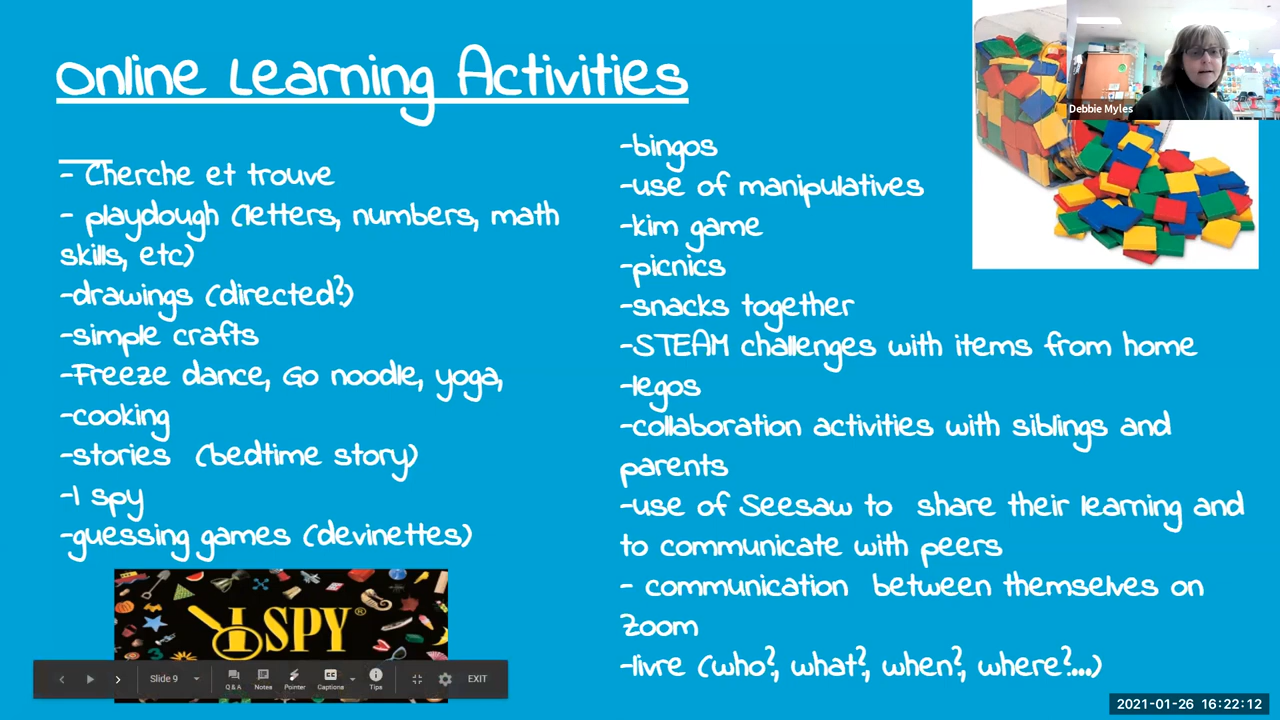 Online Learning Activities
- Cherche et trouve
- playdough (letters, numbers, math
skills, etc)
-drawings (directed?)
-simple crafts
-Freeze dance, Go noodle, yoga,
-cooking
-stories (bedtime story)
-I spy
-guessing games (devinettes)
-bingos
-use of manipulatives
-kim game
-picnics
-snacks together
-STEAM challenges with items from home
-legos
-collaboration activities with siblings and
parents
-use of Seesaw to share their learning and
to communicate with peers
- communication between themselves on
Zoom
-livre (who?, what?, when?, where?....)
Debbie Myles
I SPY®
Slide 9
Q & A
Notes
Pointer
Captions
Tips
EXIT
2021-01-26 16:22:12